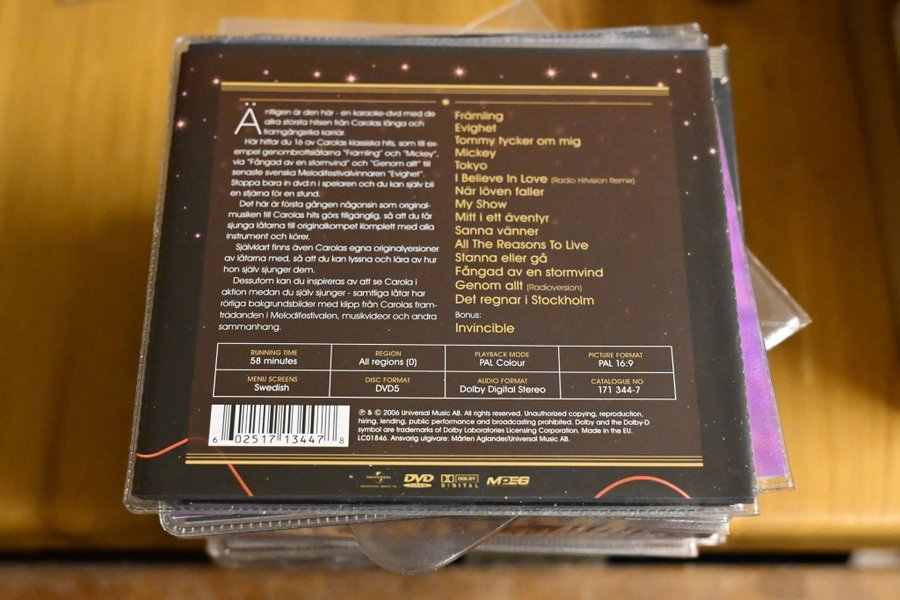 Äntligen är den här - en karaoke-dvd med de
allra största hitsen från Carolas långa och
framgångsrika karriär.
Här hittar du 16 av Carolas klassiska hits, som till ex-
empel genombrottslåtarna "Främling" och "Mickey",
via "Fångad av en stormvind" och "Genom allt" till
senaste svenska Melodifestivalvinnaren "Evighet".
Stoppa bara in dvd:n i spelaren och du kan själv bli
en stjärna för en stund.
Det här är första gången någonsin som original-
musiken till Carolas hits görs tillgänglig, så att du får
sjunga låtarna till originalkompet komplett med alla
instrument och körer.
Självklart finns även Carolas egna originalversioner
av låtarna med, så att du kan lyssna och lära av hur
hon själv sjunger dem.
Dessutom kan du inspireras av att se Carola i
aktion medan du själv sjunger - samtliga låtar har
rörliga bakgrundsbilder med klipp från Carolas fram-
trädanden i Melodifestivalen, musikvideor och andra
sammanhang.
Främling
Evighet
Tommy tycker om mig
Mickey
Tokyo
I Believe In Love (Radio Hitvision Remix)
När löven faller
My Show
Mitt i ett äventyr
Sanna vänner
All The Reasons To Live
Stanna eller gå
Fångad av en stormvind
Genom allt (Radioversion)
Det regnar i Stockholm
Bonus:
Invincible
RUNNING TIME
58 minutes
REGION
All regions (0)
PLAYBACK MODE
PAL Colour
PICTURE FORMAT
PAL 16:9
MENU SCREENS
Swedish
DISC FORMAT
DVD5
AUDIO FORMAT
Dolby Digital Stereo
CATALOGUE NO
171 344-7
6 02517 13447 8
℗ & © 2006 Universal Music AB. All rights reserved. Unauthorized copying, reproduction,
hiring, lending, public performance and broadcasting prohibited. Dolby and the Dolby-D
symbol are trademarks of Dolby Laboratories Licensing Corporation. Made in the EU.
LC01846. Ansvarig utgivare: Mårten Aglander/Universal Music AB.
UNIVERSAL
DVD VIDEO
DOLBY DIGITAL
MPEG